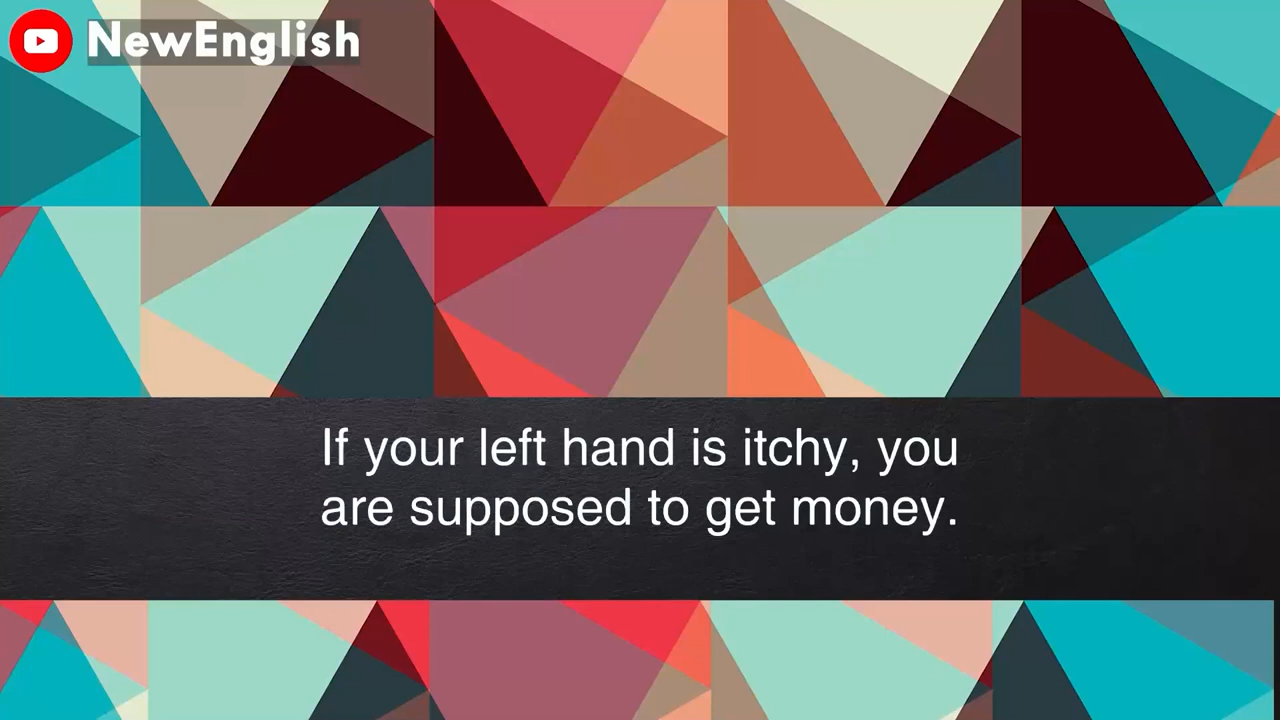 NewEnglish
If your left hand is itchy, you
are supposed to get money.